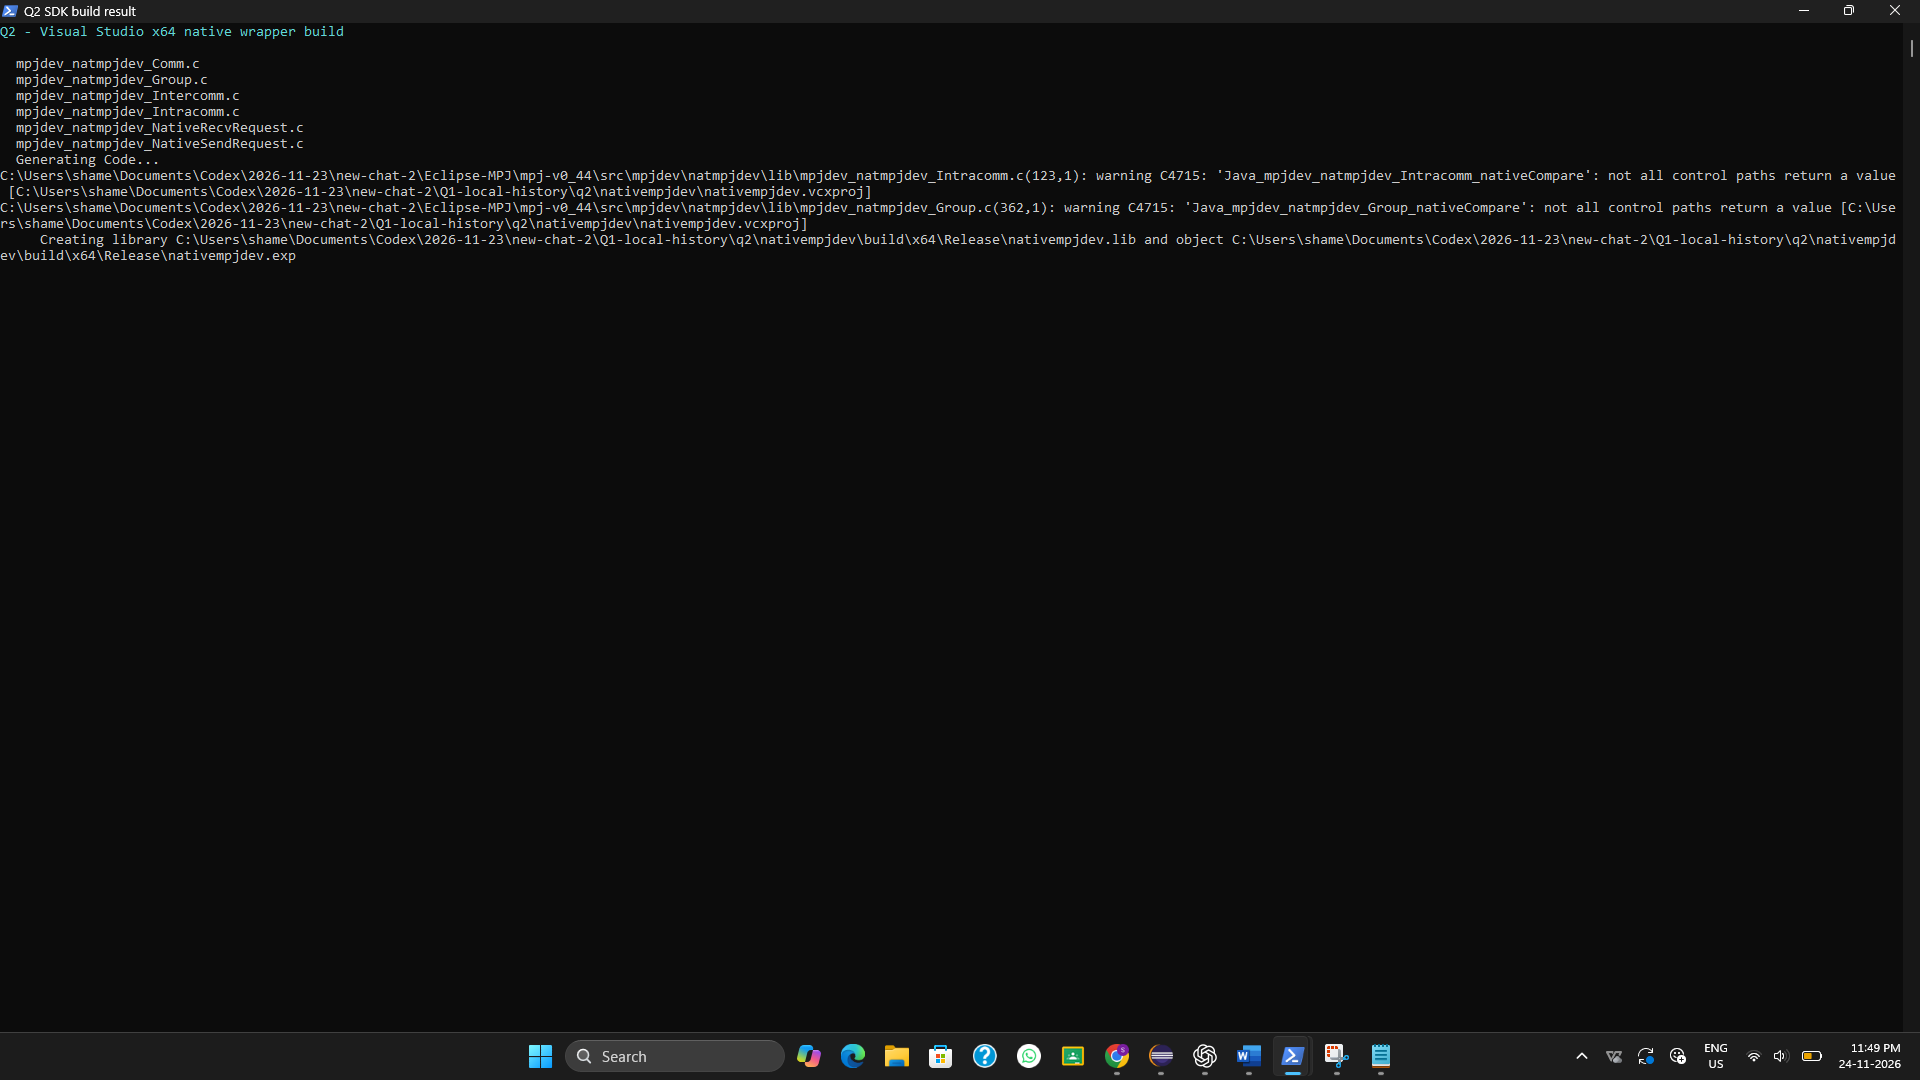 Q2 SDK build result
Q2 - Visual Studio x64 native wrapper build
mpjdev_natmpjdev_Comm.c
mpjdev_natmpjdev_Group.c
mpjdev_natmpjdev_Intercomm.c
mpjdev_natmpjdev_Intracomm.c
mpjdev_natmpjdev_NativeRecvRequest.c
mpjdev_natmpjdev_NativeSendRequest.c
Generating Code...
C:\Users\shame\Documents\Codex\2026-11-23\new-chat-2\Eclipse-MPJ\mpj-v0_44\src\mpjdev\natmpjdev\lib\mpjdev_natmpjdev_Intracomm.c(123,1): warning C4715: 'Java_mpjdev_natmpjdev_Intracomm_nativeCompare': not all control paths return a value
[C:\Users\shame\Documents\Codex\2026-11-23\new-chat-2\Q1-local-history\q2\nativempjdev\nativempjdev.vcxproj]
C:\Users\shame\Documents\Codex\2026-11-23\new-chat-2\Eclipse-MPJ\mpj-v0_44\src\mpjdev\natmpjdev\lib\mpjdev_natmpjdev_Group.c(362,1): warning C4715: 'Java_mpjdev_natmpjdev_Group_nativeCompare': not all control paths return a value [C:\Use
rs\shame\Documents\Codex\2026-11-23\new-chat-2\Q1-local-history\q2\nativempjdev\nativempjdev.vcxproj]
Creating library C:\Users\shame\Documents\Codex\2026-11-23\new-chat-2\Q1-local-history\q2\nativempjdev\build\x64\Release\nativempjdev.lib and object C:\Users\shame\Documents\Codex\2026-11-23\new-chat-2\Q1-local-history\q2\nativempjd
ev\build\x64\Release\nativempjdev.exp
Search
ENG
US
11:49 PM
24-11-2026